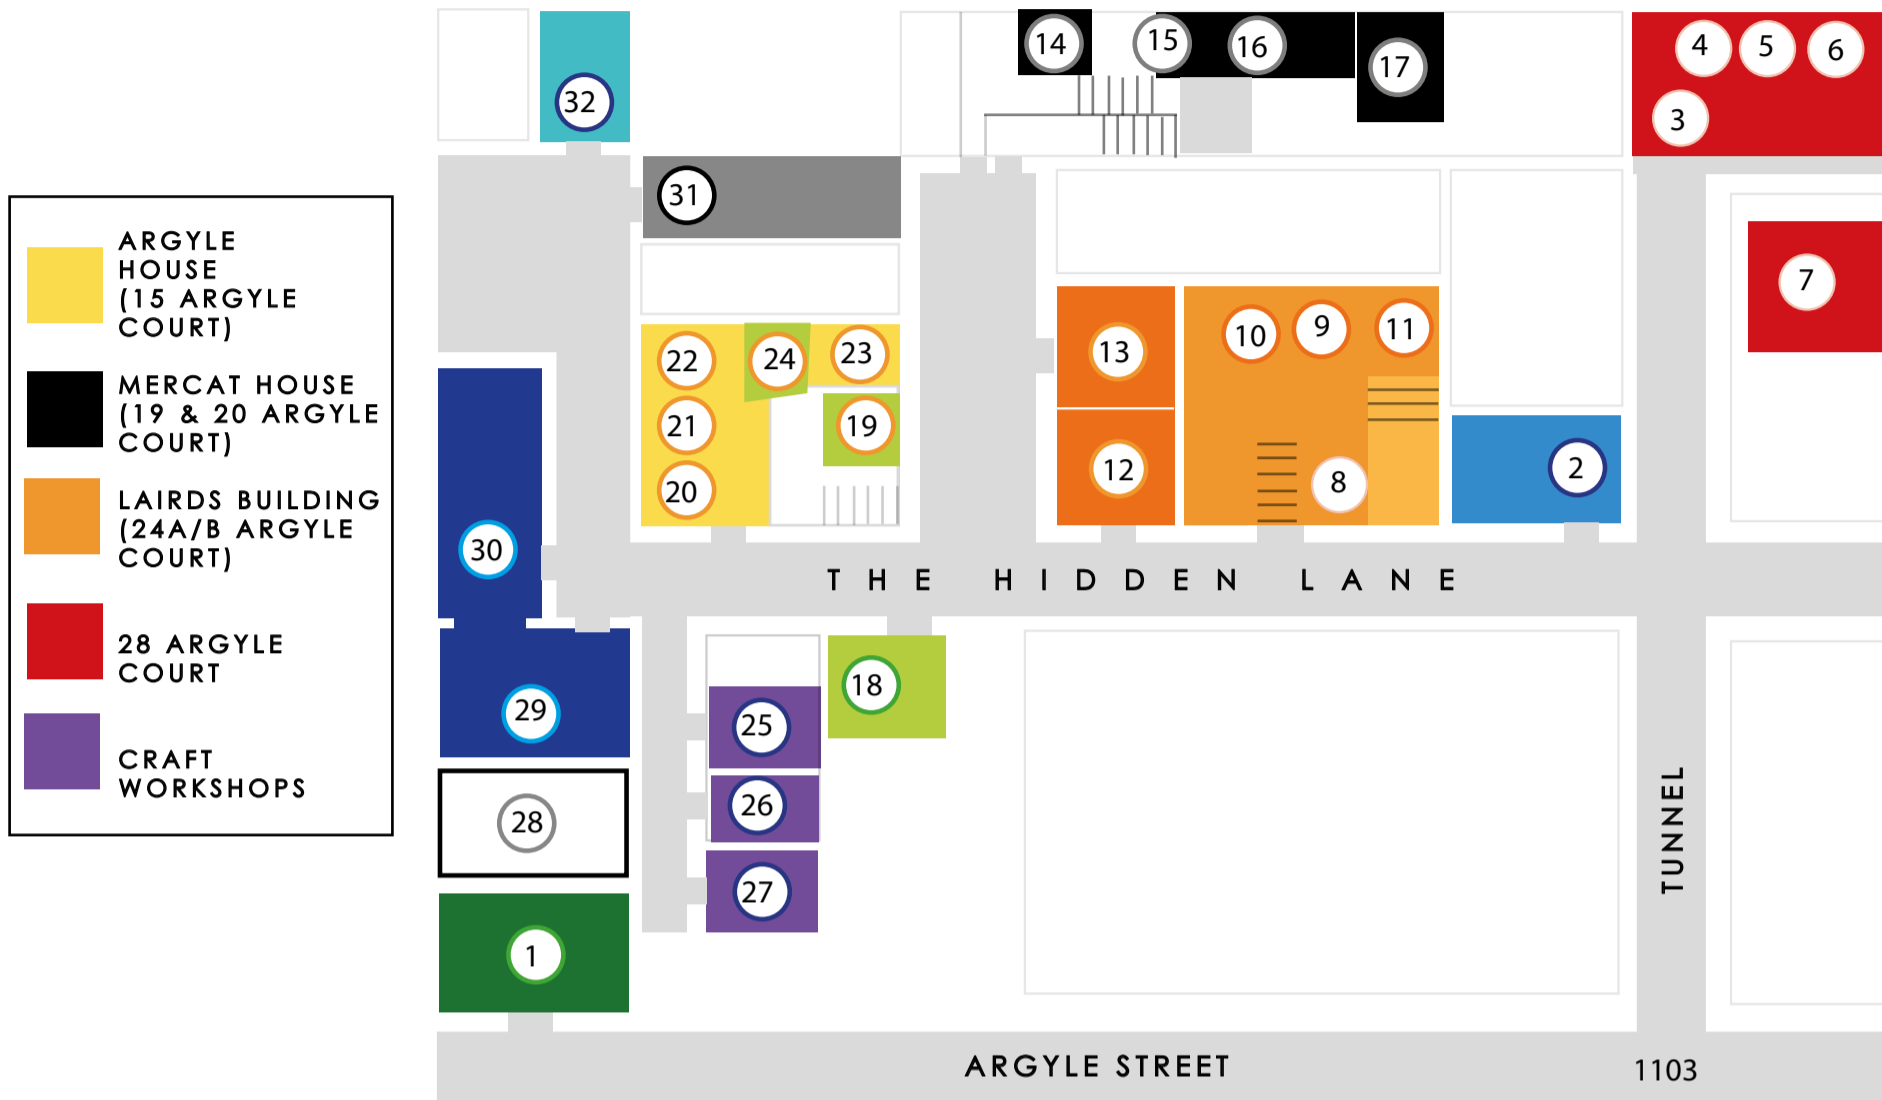 ARGYLE
HOUSE
(15 ARGYLE
COURT)
MERCAT HOUSE
(19 & 20 ARGYLE
COURT)
LAIRDS BUILDING
(24A/B ARGYLE
COURT)
28 ARGYLE
COURT
CRAFT
WORKSHOPS
14
15
16
17
4
5
6
3
32
31
7
22
24
23
21
19
20
13
10
9
11
12
8
2
30
THE HIDDEN LANE
29
18
25
28
26
27
1
TUNNEL
ARGYLE STREET
1103